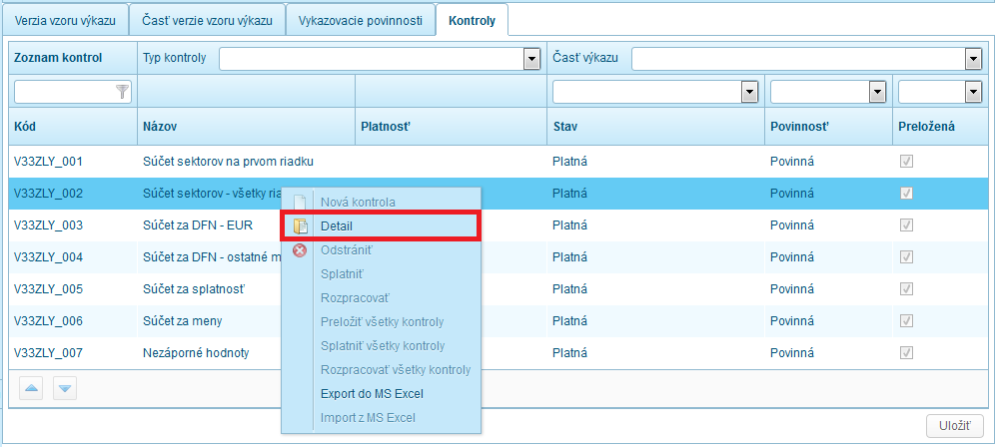 Verzia vzoru výkazu Časť verzie vzoru výkazu Vykazovacie povinnosti Kontroly
Zoznam kontrol Typ kontroly Časť výkazu
Kód Názov Platnosť Stav Povinnosť Preložená
V33ZLY_001 Súčet sektorov na prvom riadku Platná Povinná
V33ZLY_002 Súčet sektorov - všetky ria Platná Povinná
V33ZLY_003 Súčet za DFN - EUR Platná Povinná
V33ZLY_004 Súčet za DFN - ostatné m Platná Povinná
V33ZLY_005 Súčet za splatnosť Platná Povinná
V33ZLY_006 Súčet za meny Platná Povinná
V33ZLY_007 Nezáporné hodnoty Platná Povinná
Nová kontrola
Detail
Odstrániť
Splatniť
Rozpracovať
Preložiť všetky kontroly
Splatniť všetky kontroly
Rozpracovať všetky kontroly
Export do MS Excel
Import z MS Excel
Uložiť